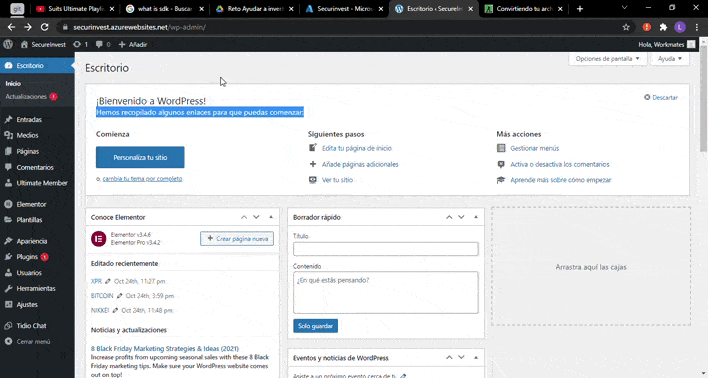 git
Suits Ultimate Playli
what is sdk - Buscar
Reto Ayudar a inver
Securinvest - Micros
Escritorio ‹ SecureIn
Convirtiendo tu arch
securinvest.azurewebsites.net/wp-admin/
L
SecureInvest
1
0
Añadir
Hola, Workmates
Escritorio
Inicio
Actualizaciones
Entradas
Medios
Páginas
Comentarios
Ultimate Member
Elementor
Plantillas
Apariencia
Plugins 1
Usuarios
Herramientas
Ajustes
Tidio Chat
Cerrar menú
Opciones de pantalla
Ayuda
Escritorio
¡Bienvenido a WordPress!
Hemos recopilado algunos enlaces para que puedas comenzar:
Descartar
Comienza
Personaliza tu sitio
o, cambia tu tema por completo
Siguientes pasos
Edita tu página de inicio
Añade páginas adicionales
Ver tu sitio
Más acciones
Gestionar menús
Activa o desactiva los comentarios
Aprende más sobre cómo empezar
Conoce Elementor
Elementor v3.4.6
Elementor Pro v3.4.2
Crear página nueva
Editado recientemente
XPR Oct 24th, 11:27 pm
BITCOIN Oct 24th, 3:59 pm
NIKKEI Oct 24th, 11:48 pm
Noticias y actualizaciones
8 Black Friday Marketing Strategies & Ideas (2021)
Increase profits from upcoming seasonal sales with these 8 Black
Friday marketing tips. Make sure your WordPress website comes
out on top!
Borrador rápido
Título
Contenido
¿En qué estás pensando?
Solo guardar
Eventos y noticias de WordPress
Asiste a un próximo evento cerca de
Arrastra aquí las cajas